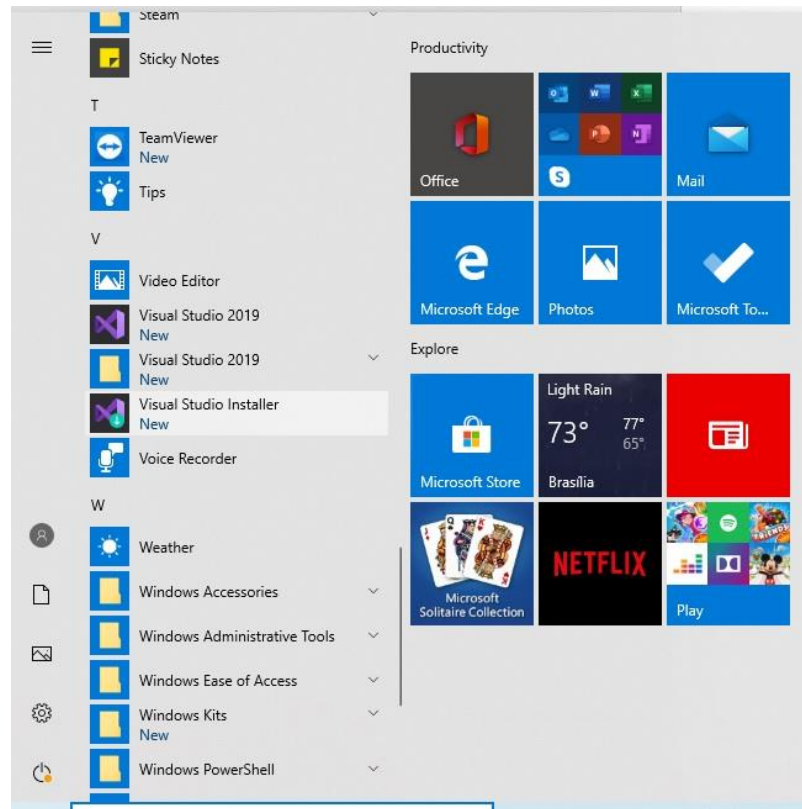 Steam
Sticky Notes
T
TeamViewer
New
Tips
V
Video Editor
Visual Studio 2019
New
Visual Studio 2019
New
Visual Studio Installer
New
Voice Recorder
W
Weather
Windows Accessories
Windows Administrative Tools
Windows Ease of Access
Windows Kits
New
Windows PowerShell
Productivity
Office
Mail
Microsoft Edge
Photos
Microsoft To...
Explore
Microsoft Store
Light Rain
73° 77°
65°
Brasília
Microsoft
Solitaire Collection
NETFLIX
Play